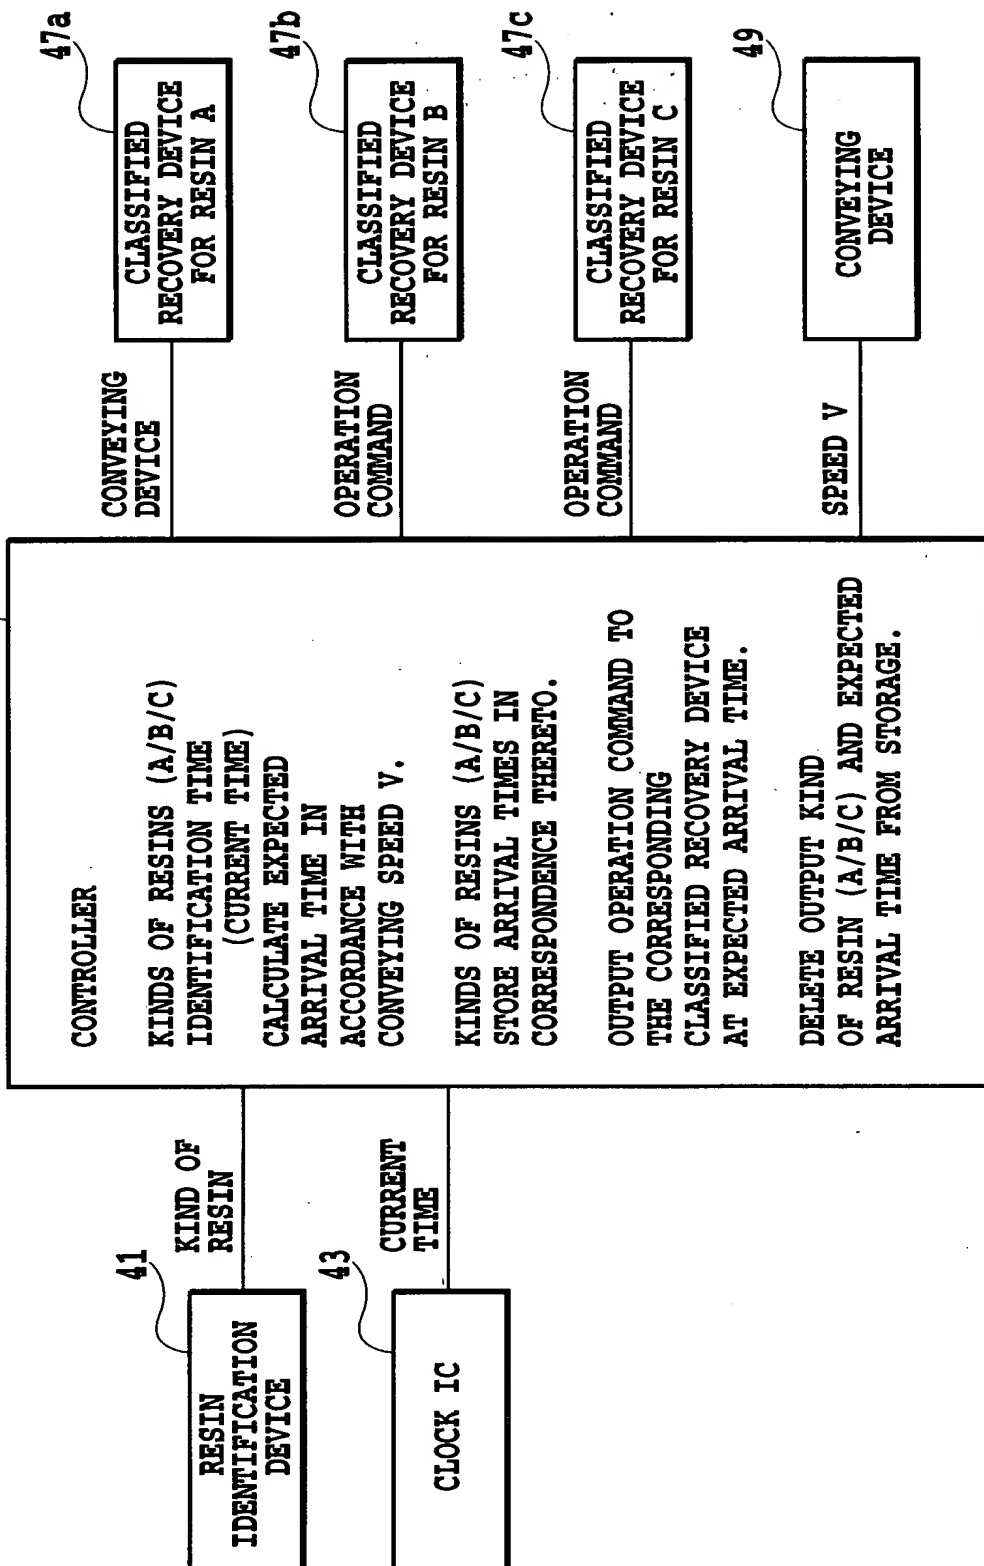 41
RESIN
IDENTIFICATION
DEVICE
KIND OF
RESIN
43
CLOCK IC
CURRENT
TIME
CONTROLLER
KINDS OF RESINS (A/B/C)
IDENTIFICATION TIME
(CURRENT TIME)
CALCULATE EXPECTED
ARRIVAL TIME IN
ACCORDANCE WITH
CONVEYING SPEED V.
KINDS OF RESINS (A/B/C)
STORE ARRIVAL TIMES IN
CORRESPONDENCE THERETO.
OUTPUT OPERATION COMMAND TO
THE CORRESPONDING
CLASSIFIED RECOVERY DEVICE
AT EXPECTED ARRIVAL TIME.
DELETE OUTPUT KIND
OF RESIN (A/B/C) AND EXPECTED
ARRIVAL TIME FROM STORAGE.
CONVEYING
DEVICE
47a
CLASSIFIED
RECOVERY DEVICE
FOR RESIN A
OPERATION
COMMAND
47b
CLASSIFIED
RECOVERY DEVICE
FOR RESIN B
OPERATION
COMMAND
47c
CLASSIFIED
RECOVERY DEVICE
FOR RESIN C
SPEED V
49
CONVEYING
DEVICE